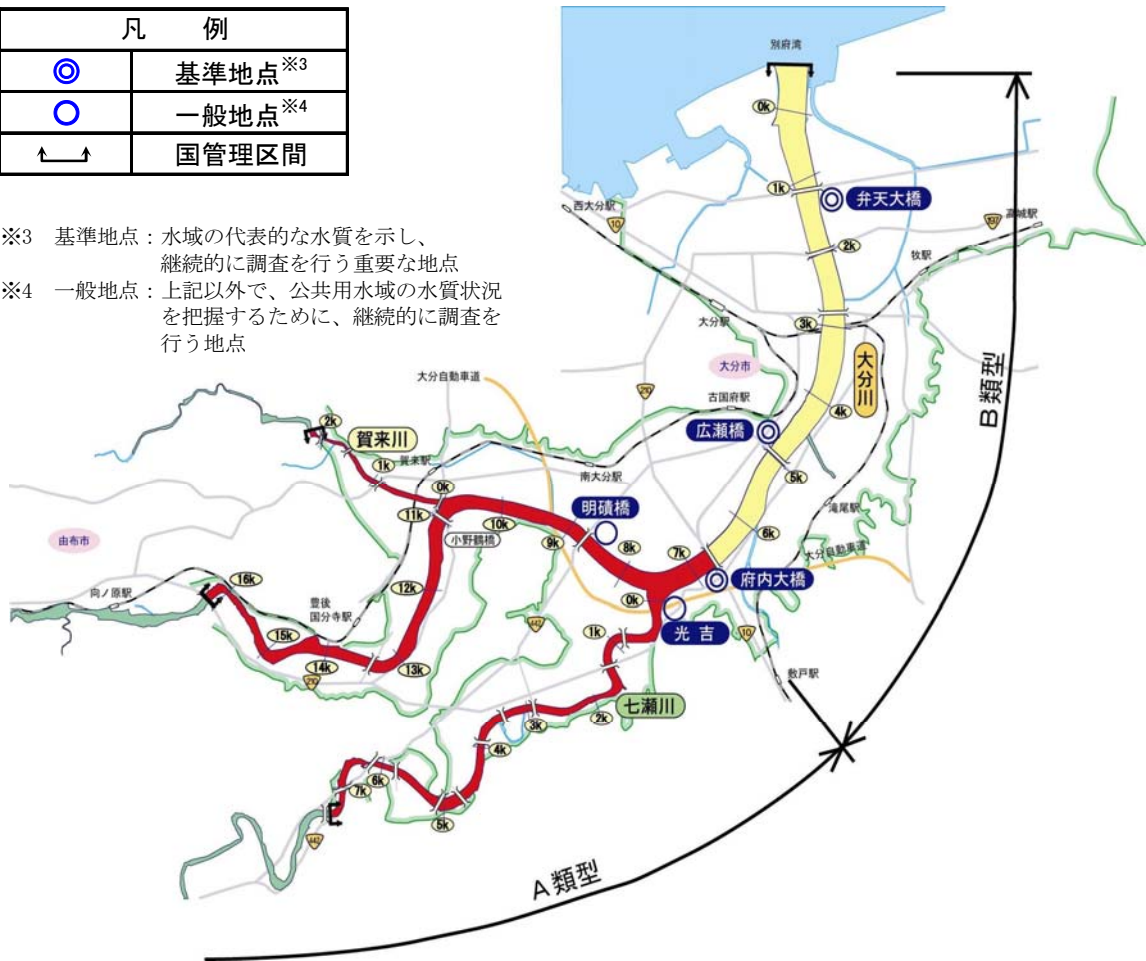 凡 例
◎ 基準地点※3
○ 一般地点※4
国管理区間
※3 基準地点：水域の代表的な水質を示し、
継続的に調査を行う重要な地点
※4 一般地点：上記以外で、公共用水域の水質状況
を把握するために、継続的に調査を
行う地点
別府湾
0k
1k
弁天大橋
西大分駅
10
197
高城駅
2k
牧駅
大分駅
3k
大分市
大分川
B類型
大分自動車道
210
古国府駅
4k
広瀬橋
2k
賀来川
1k
賀来駅
南大分駅
5k
0k
11k
10k
明磧橋
滝尾駅
小野鶴橋
9k
8k
7k
6k
大分自動車道
由布市
府内大橋
16k
12k
0k
向ノ原駅
豊後
国分寺駅
442
1k
光吉
10
15k
14k
13k
210
敷戸駅
七瀬川
2k
3k
4k
6k
7k
5k
442
A類型